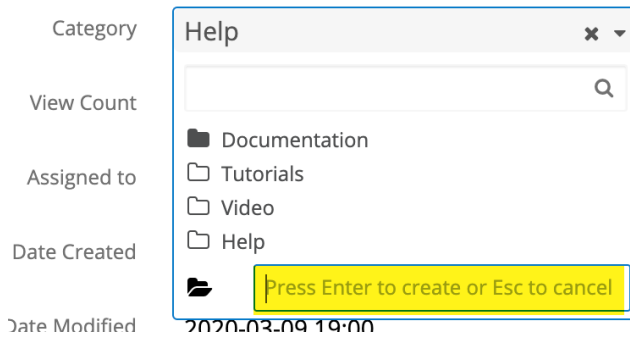 Category
Help
View Count
Documentation
Assigned to
Tutorials
Video
Date Created
Help
Press Enter to create or Esc to cancel
Date Modified
2020-03-09 19:00